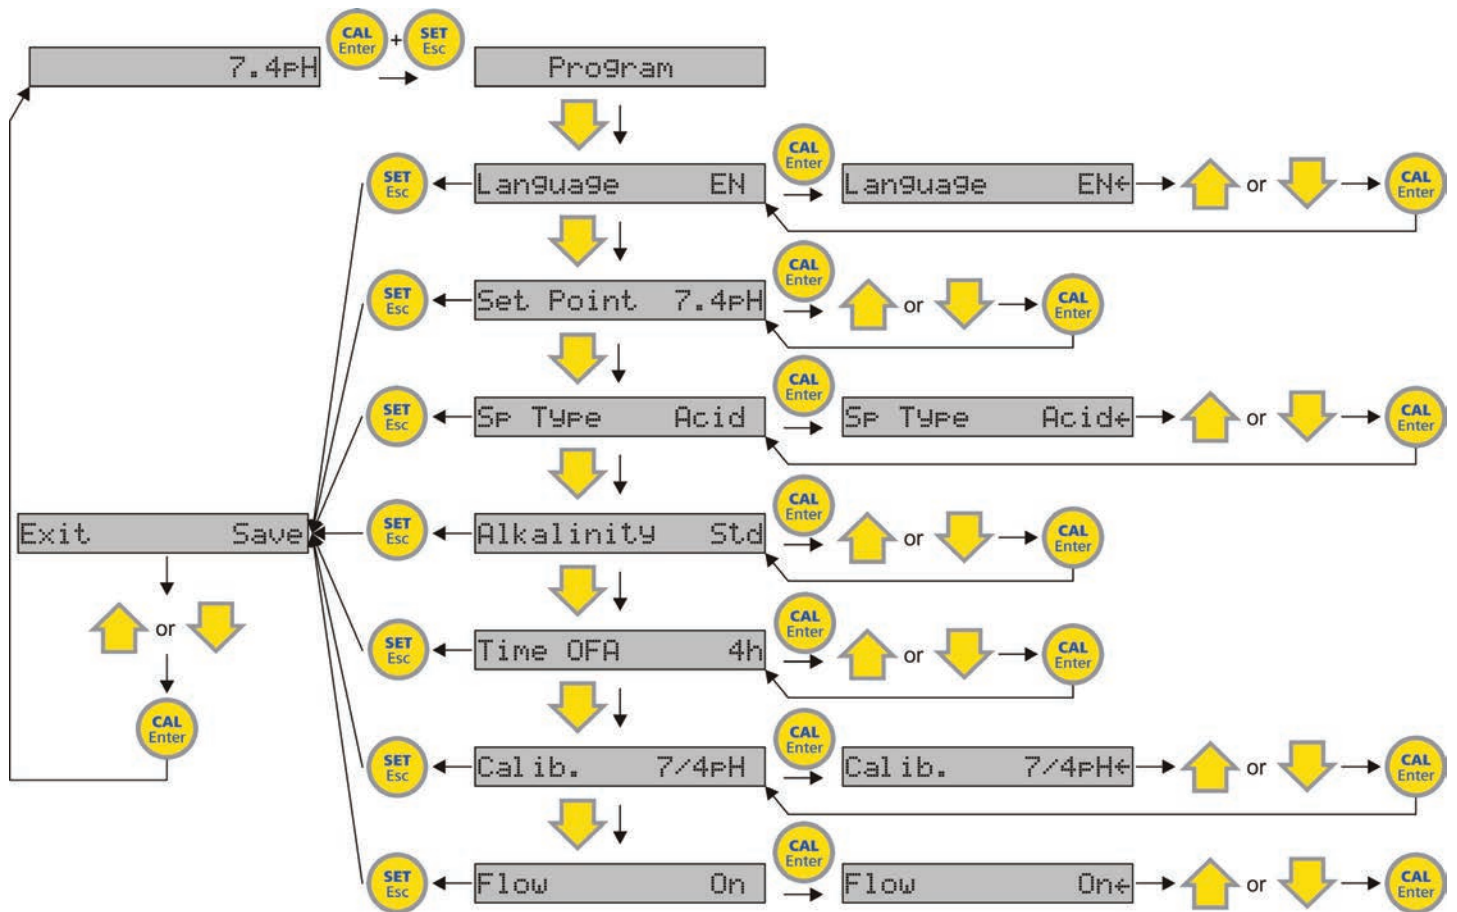 CAL
Enter
+
SET
Esc
7.4pH
Program
CAL
Enter
SET
Esc
Language EN
Language EN←
or
CAL
Enter
CAL
Enter
SET
Esc
Set Point 7.4pH
or
CAL
Enter
CAL
Enter
SET
Esc
Sp Type Acid
Sp Type Acid←
or
CAL
Enter
CAL
Enter
Exit Save
SET
Esc
Alkalinity Std
or
CAL
Enter
CAL
Enter
or
SET
Esc
Time OFA 4h
or
CAL
Enter
CAL
Enter
CAL
Enter
SET
Esc
Calib. 7/4pH
Calib. 7/4pH←
or
CAL
Enter
CAL
Enter
SET
Esc
Flow On
Flow On←
or
CAL
Enter